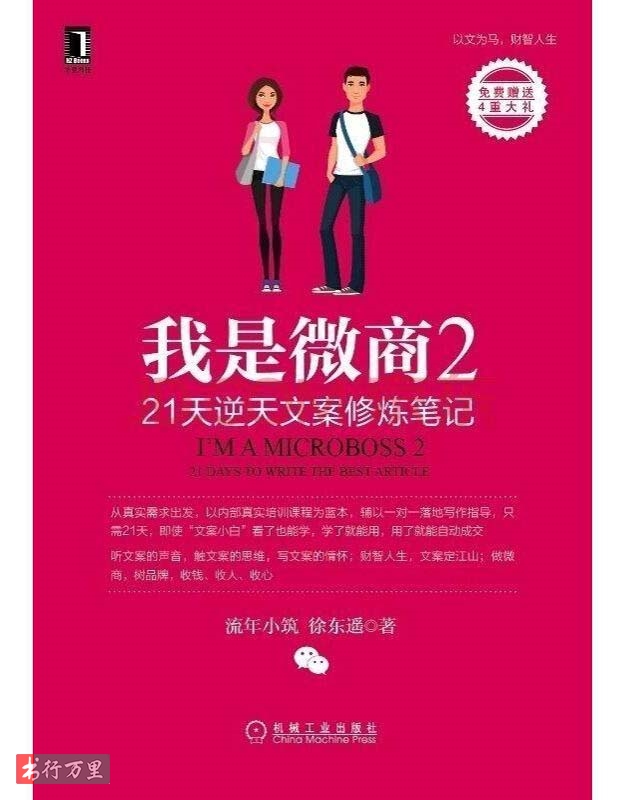 HZ Books
华章科技
以文为马，财智人生
免费赠送
4重大礼
我是微商2
21天逆天文案修炼笔记
I'M A MICROBOSS 2
21 DAYS TO WRITE THE BEST ARTICLE
从真实需求出发，以内部真实培训课程为蓝本，辅以一对一落地写作指导，只
需21天，即使“文案小白”看了也能学，学了就能用，用了就能自动成交
听文案的声音，触文案的思维，写文案的情怀；财智人生，文案定江山；做微
商，树品牌，收钱、收人、收心
流年小筑 徐东遥◎著
机械工业出版社
China Machine Press
书行万里